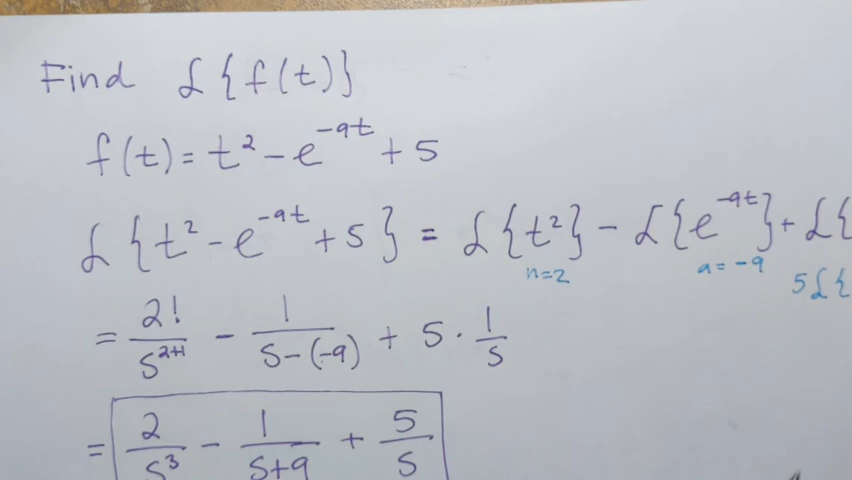 Find ℒ{f(t)}
f(t) = t² - e^{-9t} + 5
ℒ{t² - e^{-9t} + 5} = ℒ{t²} - ℒ{e^{-9t}} + ℒ{
n=2 a=-9 5ℒ{
= 2!/s^{2+1} - 1/(s-(-9)) + 5 · 1/s
= 2/s³ - 1/(s+9) + 5/s